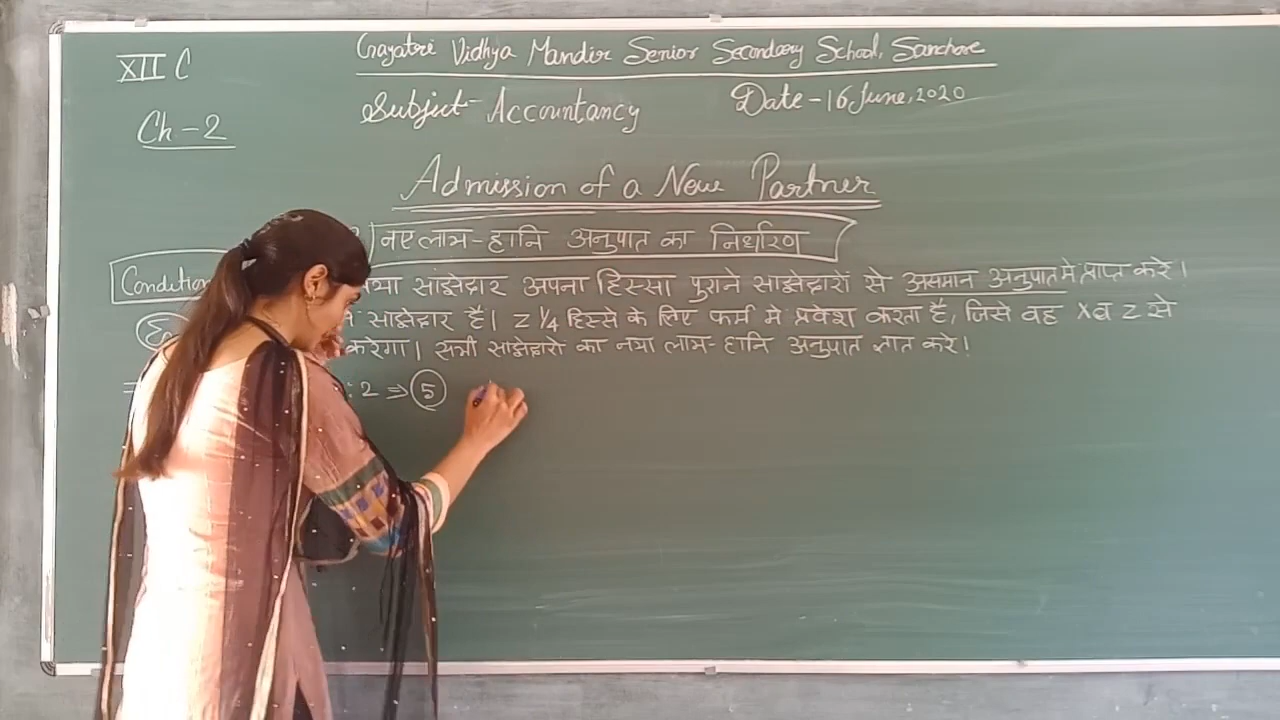 XII C
Gayatri Vidhya Mandir Senior Secondary School, Sanchore
Ch-2
Subject-Accountancy
Date-16 June, 2020
Admission of a New Partner
नए लाभ-हानि अनुपात का निर्धारण
Condition
नया साझेदार अपना हिस्सा पुराने साझेदारों से असमान अनुपात मे प्राप्त करे।
साझेदार है। Z 1/4 हिस्से के लिए फर्म मे प्रवेश करता है, जिसे वह X व Z से
करेगा। सभी साझेदारो का नया लाभ-हानि अनुपात ज्ञात करे।
: 2 ⇒ 5